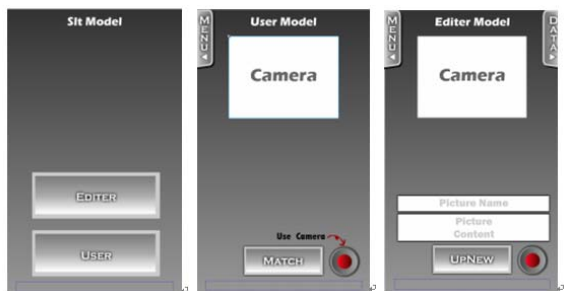 Slt Model
EDITER
USER
MENU
User Model
Camera
Use Camera
MATCH
MENU
Editer Model
DATA
Camera
Picture Name
Picture
Content
UPNEW